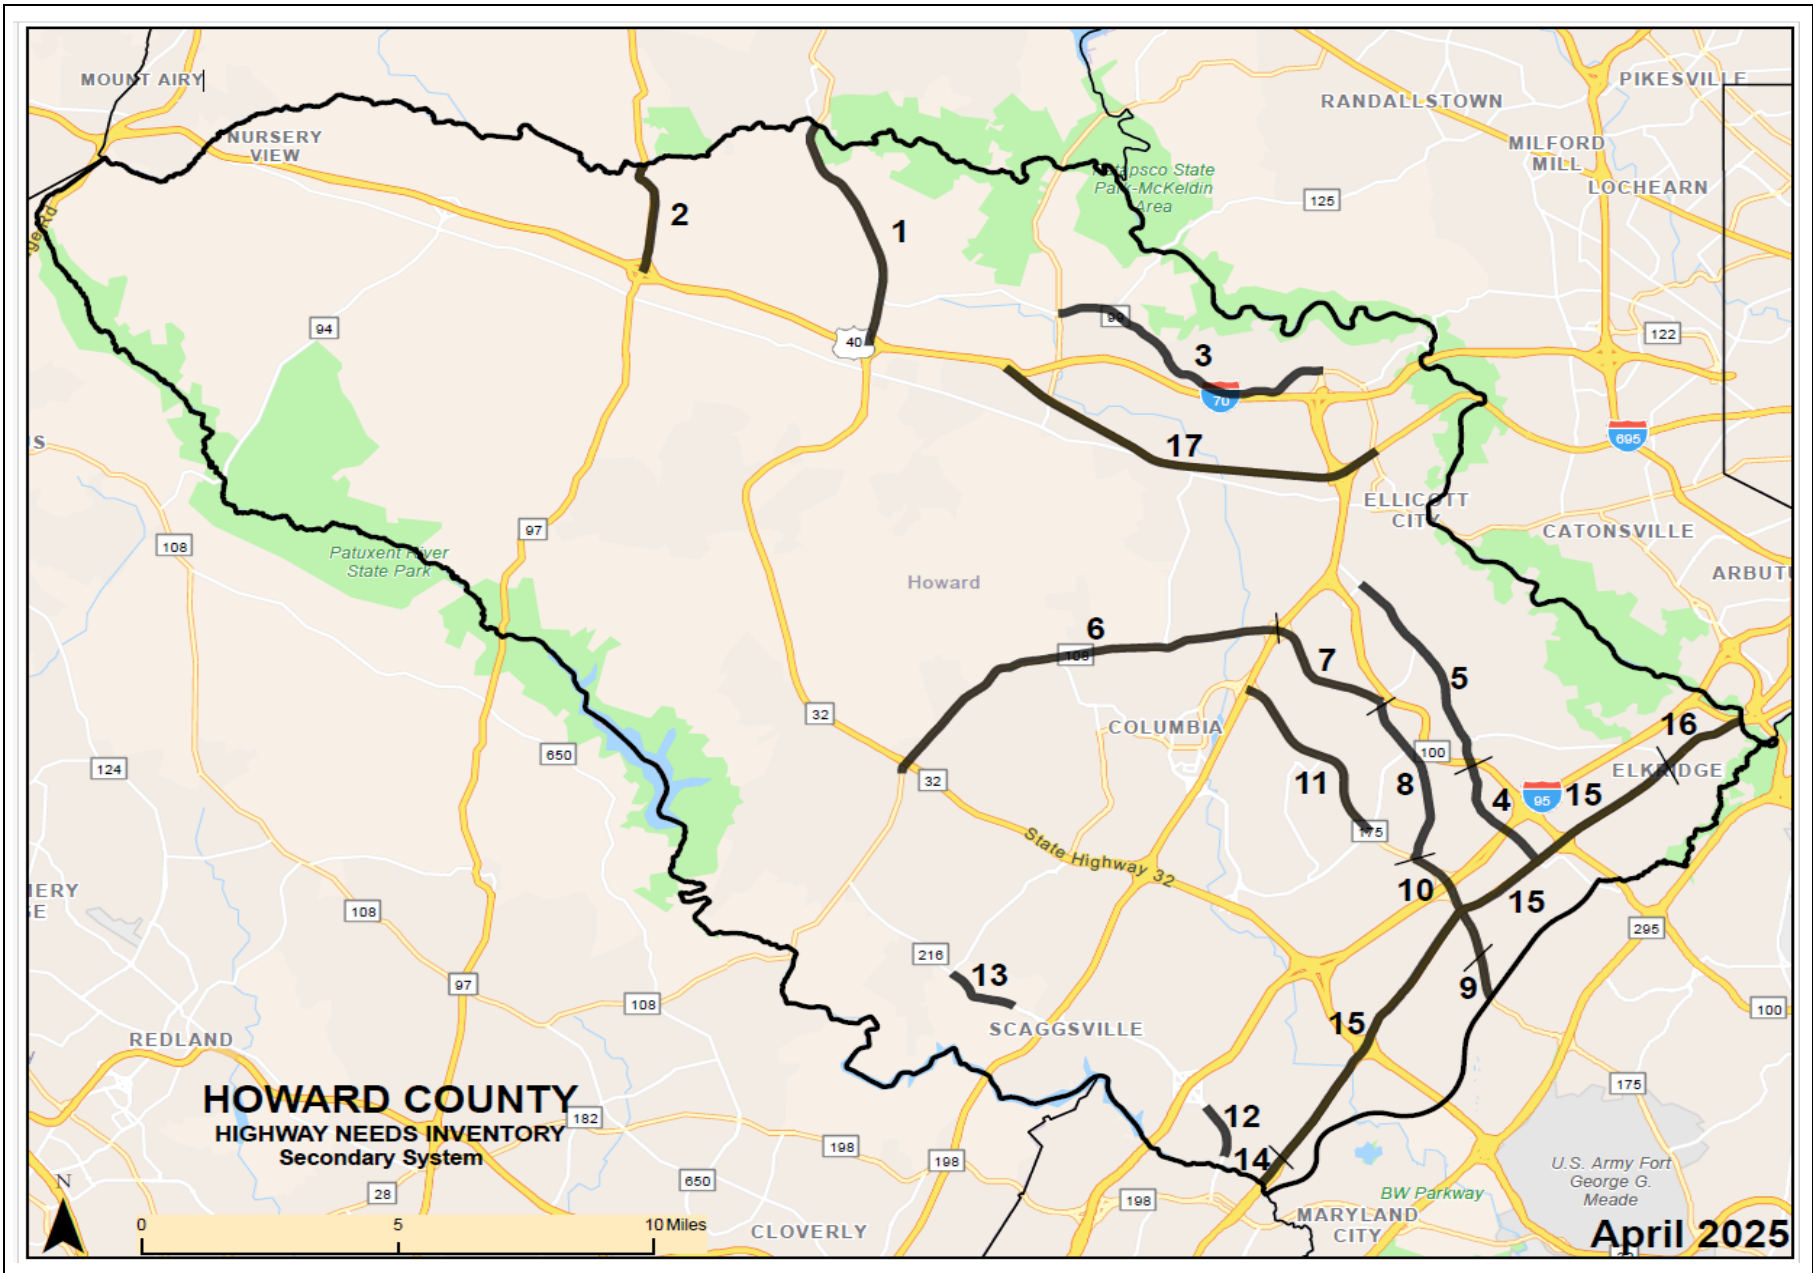 MOUNT AIRY
PIKESVILLE
RANDALLSTOWN
NURSERY
VIEW
MILFORD
MILL
Patapsco State
Park-McKeldin
Area
LOCHEARN
125
2
1
94
99
122
40
3
70
17
695
ELLICOTT
CITY
97
CATONSVILLE
108
Patuxent River
State Park
Howard
6
108
7
5
32
COLUMBIA
16
650
100
ELKRIDGE
124
32
11
8
4
95
15
175
State Highway 32
10
15
108
295
216
13
9
97
108
100
SCAGGSVILLE
15
REDLAND
175
HOWARD COUNTY
182
12
HIGHWAY NEEDS INVENTORY
Secondary System
198
198
14
U.S. Army Fort
George G.
Meade
N
650
28
198
BW Parkway
MARYLAND
CITY
0 5 10 Miles
CLOVERLY
April 2025